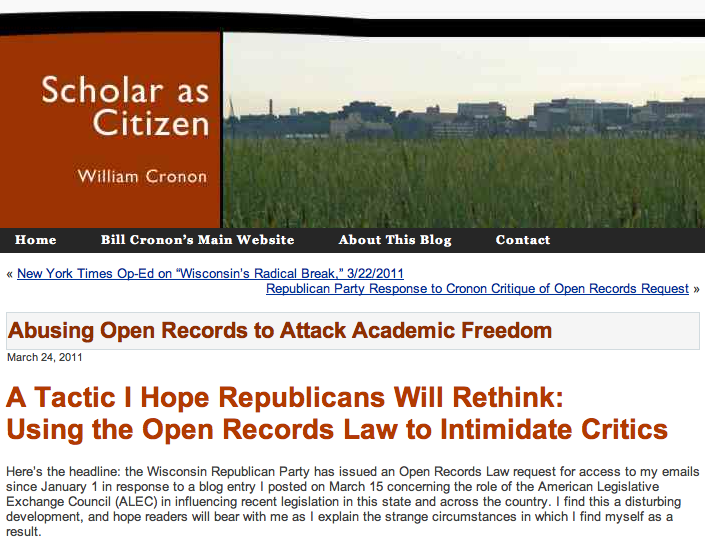 Scholar as
Citizen
William Cronon
Home Bill Cronon's Main Website About This Blog Contact
« New York Times Op-Ed on “Wisconsin’s Radical Break,” 3/22/2011
Republican Party Response to Cronon Critique of Open Records Request »
Abusing Open Records to Attack Academic Freedom
March 24, 2011
A Tactic I Hope Republicans Will Rethink:
Using the Open Records Law to Intimidate Critics
Here's the headline: the Wisconsin Republican Party has issued an Open Records Law request for access to my emails
since January 1 in response to a blog entry I posted on March 15 concerning the role of the American Legislative
Exchange Council (ALEC) in influencing recent legislation in this state and across the country. I find this a disturbing
development, and hope readers will bear with me as I explain the strange circumstances in which I find myself as a
result.